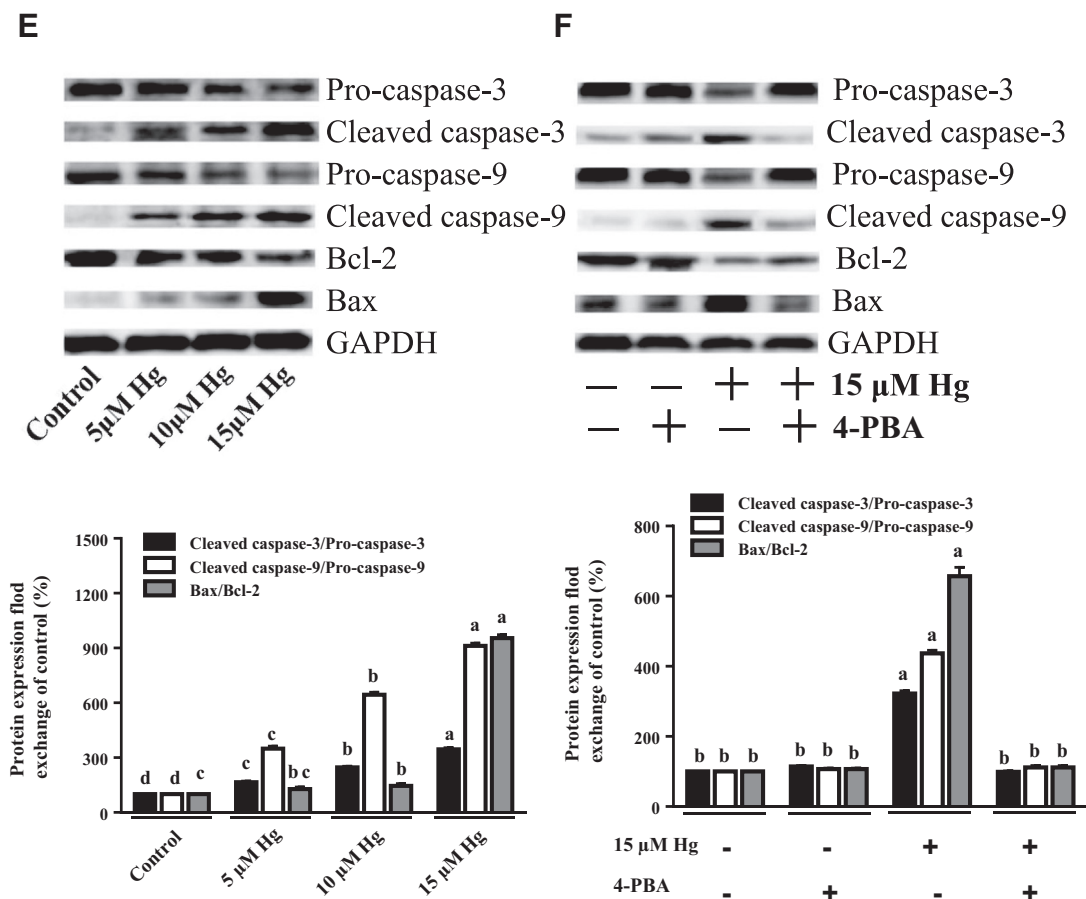 E
Pro-caspase-3
Cleaved caspase-3
Pro-caspase-9
Cleaved caspase-9
Bcl-2
Bax
GAPDH
Control
5μM Hg
10μM Hg
15μM Hg
F
Pro-caspase-3
Cleaved caspase-3
Pro-caspase-9
Cleaved caspase-9
Bcl-2
Bax
GAPDH
— — + + 15 μM Hg
— + — + 4-PBA
Protein expression flod
exchange of control (%)
Cleaved caspase-3/Pro-caspase-3
Cleaved caspase-9/Pro-caspase-9
Bax/Bcl-2
1500
1200
900
600
300
0
d d c
c c b c
b b b
a a a
Control
5 μM Hg
10 μM Hg
15 μM Hg
Protein expression flod
exchange of control (%)
Cleaved caspase-3/Pro-caspase-3
Cleaved caspase-9/Pro-caspase-9
Bax/Bcl-2
800
600
400
200
0
b b b
b b b
a a a
b b b
15 μM Hg - - + +
4-PBA - + - +